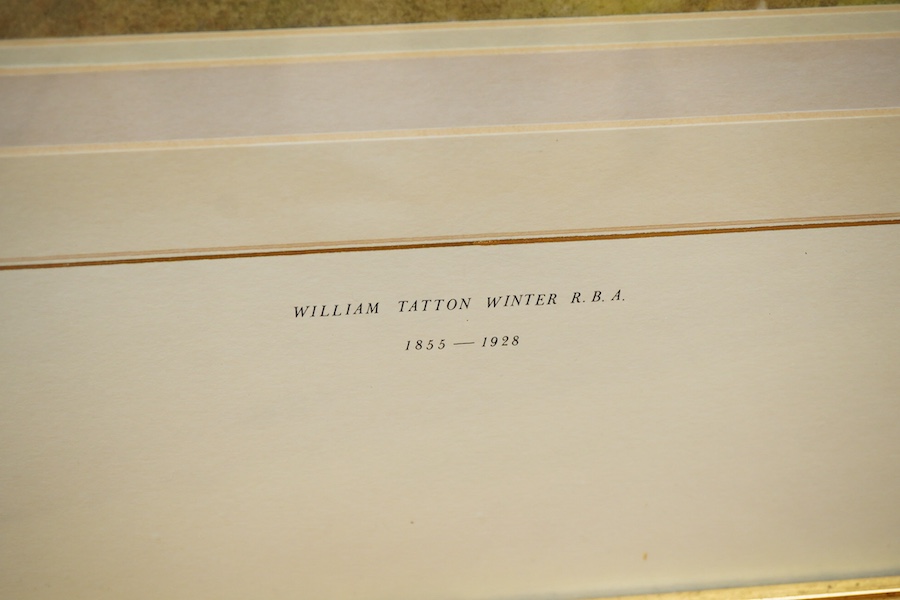 WILLIAM TATTON WINTER R.B.A.
1855 — 1928